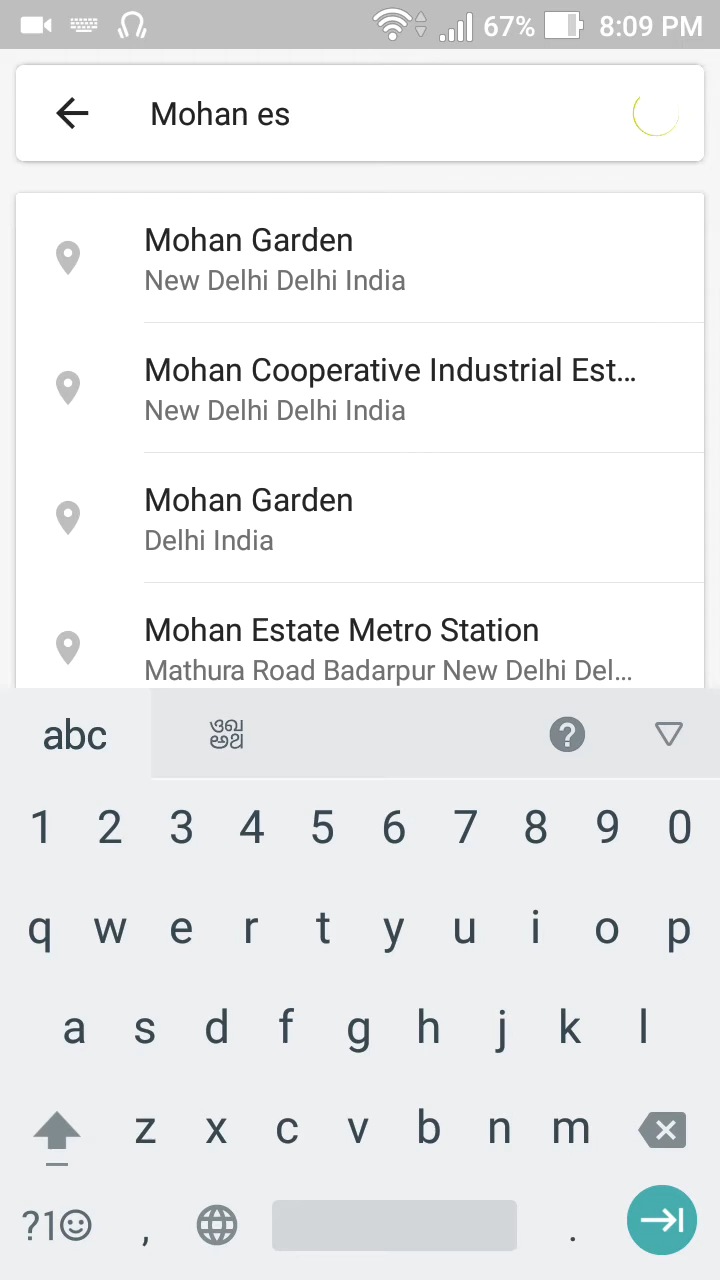 67% 8:09 PM
Mohan es
Mohan Garden
New Delhi Delhi India
Mohan Cooperative Industrial Est...
New Delhi Delhi India
Mohan Garden
Delhi India
Mohan Estate Metro Station
Mathura Road Badarpur New Delhi Del...
abc
1 2 3 4 5 6 7 8 9 0
q w e r t y u i o p
a s d f g h j k l
z x c v b n m
?1 , .